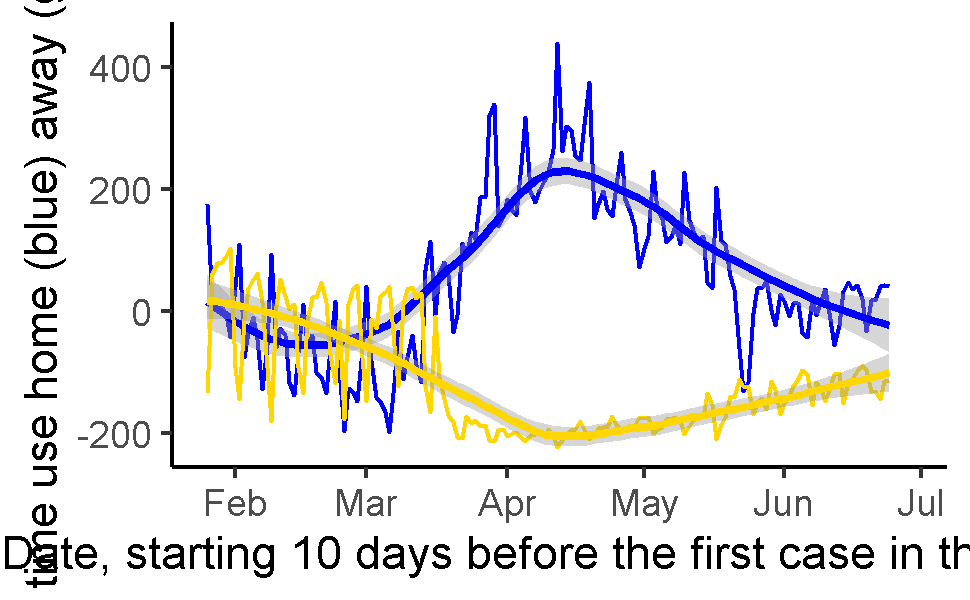 time use home (blue) away (
400
200
0
-200
Feb Mar Apr May Jun Jul
Date, starting 10 days before the first case in th